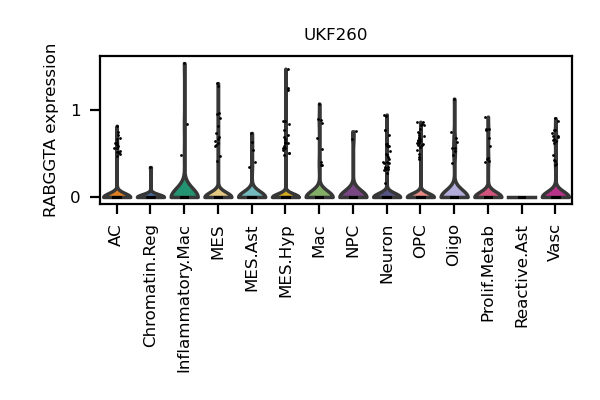 UKF260
RABGGTA expression
1
0
AC
Chromatin.Reg
Inflammatory.Mac
MES
MES.Ast
MES.Hyp
Mac
NPC
Neuron
OPC
Oligo
Prolif.Metab
Reactive.Ast
Vasc